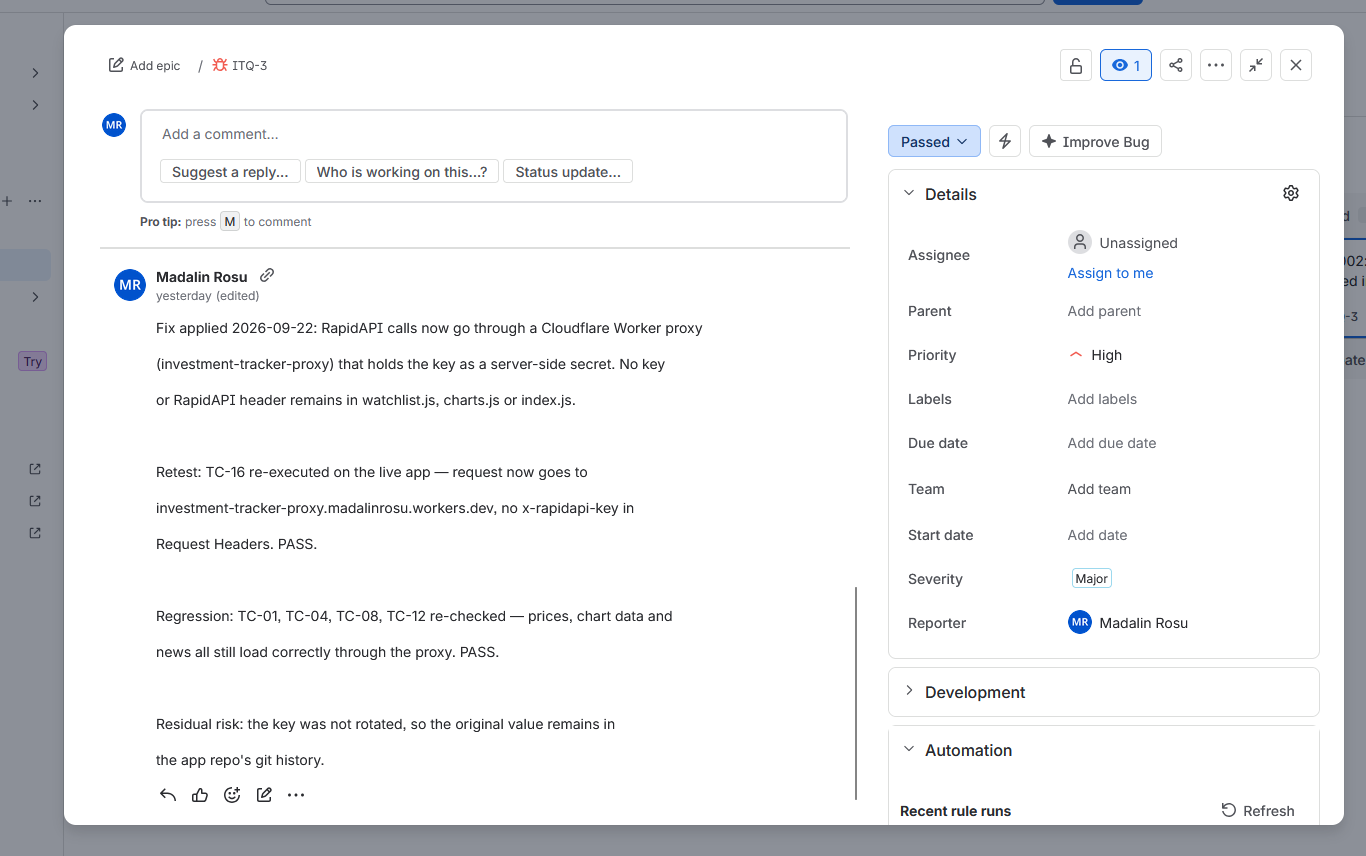 Add epic / ITQ-3
1
MR
Add a comment...
Suggest a reply... Who is working on this...? Status update...
Pro tip: press M to comment
MR
Madalin Rosu
yesterday (edited)
Fix applied 2026-09-22: RapidAPI calls now go through a Cloudflare Worker proxy
(investment-tracker-proxy) that holds the key as a server-side secret. No key
or RapidAPI header remains in watchlist.js, charts.js or index.js.
Retest: TC-16 re-executed on the live app — request now goes to
investment-tracker-proxy.madalinrosu.workers.dev, no x-rapidapi-key in
Request Headers. PASS.
Regression: TC-01, TC-04, TC-08, TC-12 re-checked — prices, chart data and
news all still load correctly through the proxy. PASS.
Residual risk: the key was not rotated, so the original value remains in
the app repo's git history.
Passed Improve Bug
Details
Assignee Unassigned
Assign to me
Parent Add parent
Priority High
Labels Add labels
Due date Add due date
Team Add team
Start date Add date
Severity Major
Reporter MR Madalin Rosu
Development
Automation
Recent rule runs Refresh
Try